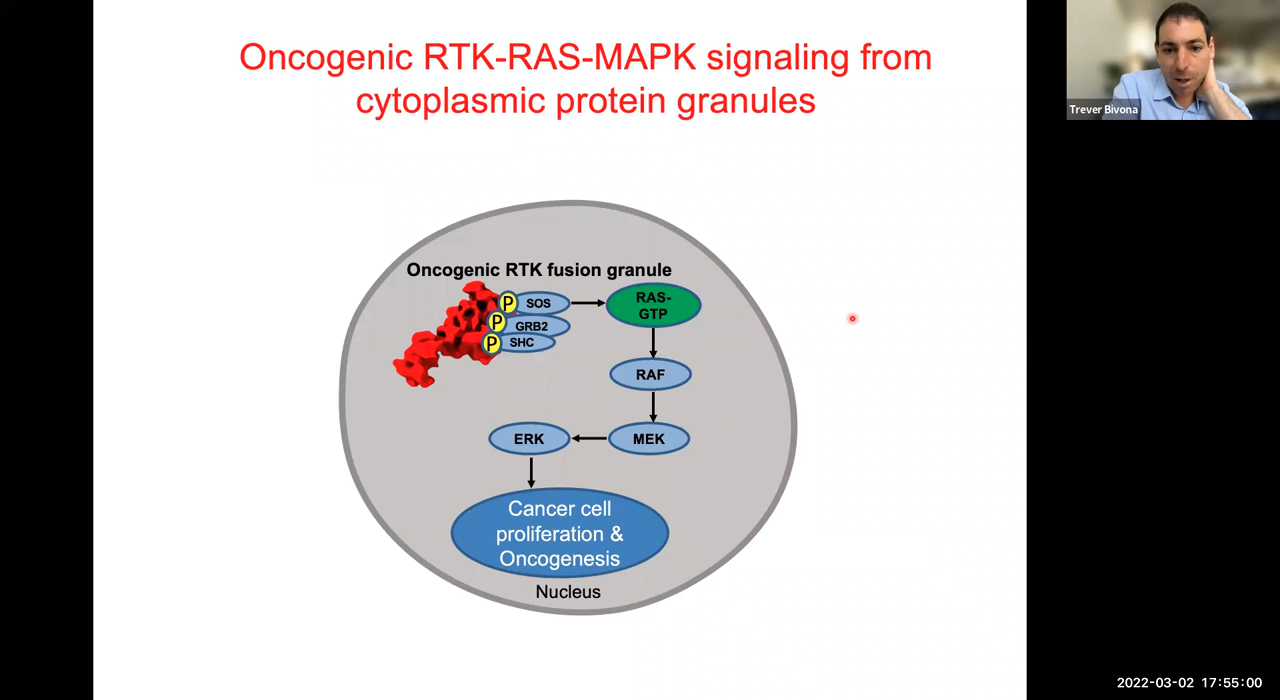 Oncogenic RTK-RAS-MAPK signaling from
cytoplasmic protein granules
Trever Bivona
Oncogenic RTK fusion granule
P
SOS
RAS-
GTP
P
GRB2
P
SHC
RAF
ERK
MEK
Cancer cell
proliferation &
Oncogenesis
Nucleus
2022-03-02 17:55:00